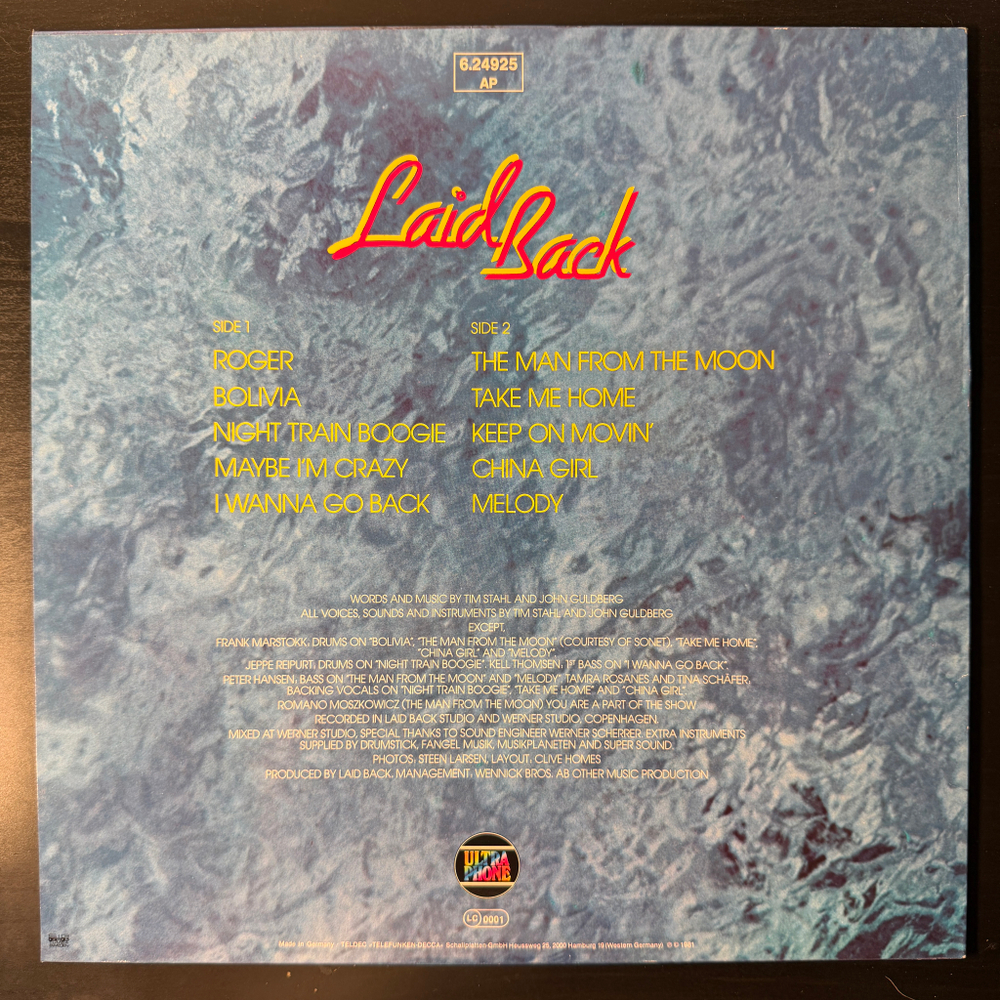 6.24925
AP
Laid Back
SIDE 1
ROGER
BOLIVIA
NIGHT TRAIN BOOGIE
MAYBE I'M CRAZY
I WANNA GO BACK
SIDE 2
THE MAN FROM THE MOON
TAKE ME HOME
KEEP ON MOVIN'
CHINA GIRL
MELODY
WORDS AND MUSIC BY TIM STAHL AND JOHN GULDBERG
ALL VOICES, SOUNDS AND INSTRUMENTS BY TIM STAHL AND JOHN GULDBERG
EXCEPT,
FRANK MARSTOKK, DRUMS ON "BOLIVIA", "THE MAN FROM THE MOON" (COURTESY OF SONET), "TAKE ME HOME",
"CHINA GIRL" AND "MELODY".
JEPPE REIPURT, DRUMS ON "NIGHT TRAIN BOOGIE". KELL THOMSEN, 1ST BASS ON "I WANNA GO BACK".
PETER HANSEN, BASS ON "THE MAN FROM THE MOON" AND "MELODY". TAMRA ROSANES AND TINA SCHÄFER,
BACKING VOCALS ON "NIGHT TRAIN BOOGIE", "TAKE ME HOME" AND "CHINA GIRL".
ROMANO MOSZKOWICZ (THE MAN FROM THE MOON) YOU ARE A PART OF THE SHOW.
RECORDED IN LAID BACK STUDIO AND WERNER STUDIO, COPENHAGEN.
MIXED AT WERNER STUDIO, SPECIAL THANKS TO SOUND ENGINEER WERNER SCHERRER. EXTRA INSTRUMENTS
SUPPLIED BY DRUMSTICK, FANGEL MUSIK, MUSIKPLANETEN AND SUPER SOUND.
PHOTOS, STEEN LARSEN, LAYOUT, CLIVE HOMES
PRODUCED BY LAID BACK. MANAGEMENT, WENNICK BROS. AB OTHER MUSIC PRODUCTION
ULTRA
PHONE
LC 0001
Made in Germany · TELDEC »TELEFUNKEN-DECCA« Schallplatten GmbH Heussweg 25, 2000 Hamburg 19 (Western Germany) ℗ © 1981